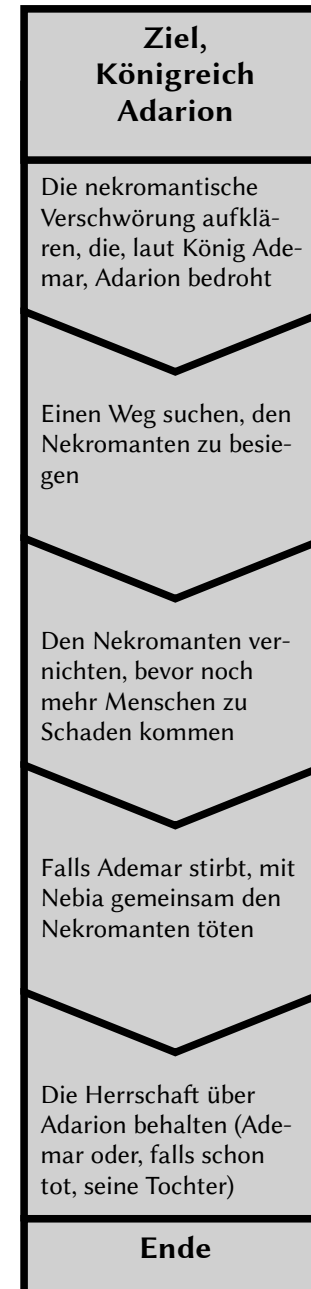 Ziel,
Königreich
Adarion
Die nekromantische
Verschwörung aufklä-
ren, die, laut König Ade-
mar, Adarion bedroht
Einen Weg suchen, den
Nekromanten zu besie-
gen
Den Nekromanten ver-
nichten, bevor noch
mehr Menschen zu
Schaden kommen
Falls Ademar stirbt, mit
Nebia gemeinsam den
Nekromanten töten
Die Herrschaft über
Adarion behalten (Ade-
mar oder, falls schon
tot, seine Tochter)
Ende